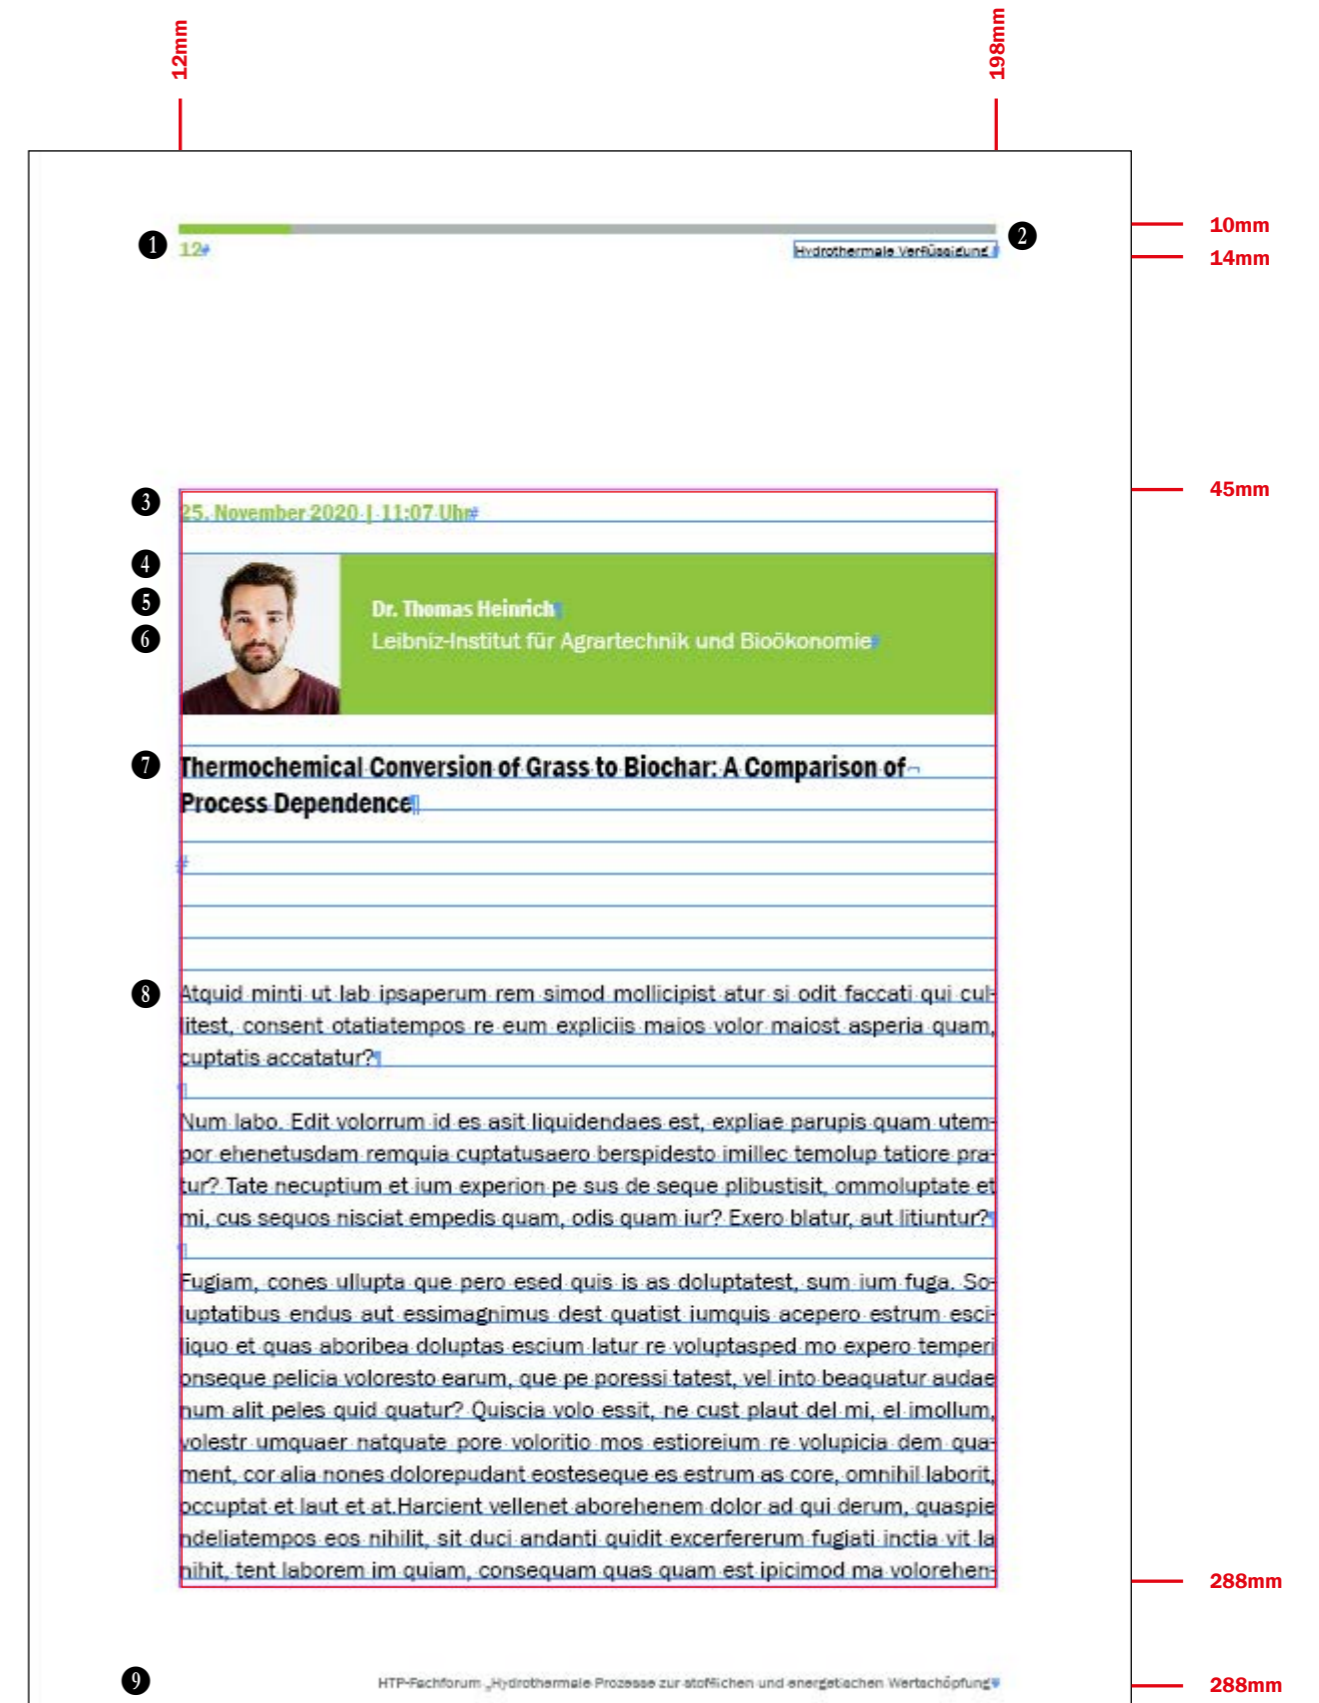 12mm
198mm
10mm
1
12
Hydrothermale Verflüssigung |
2
14mm
45mm
3
25. November 2020 | 11:07 Uhr
4
5
Dr. Thomas Heinrich
6
Leibniz-Institut für Agrartechnik und Bioökonomie
7
Thermochemical Conversion of Grass to Biochar: A Comparison of
Process Dependence
8
Atquid minti ut lab ipsaperum rem simod mollicipist atur si odit faccati qui cul-
litest, consent otatiatempos re eum expliciis maios volor maiost asperia quam,
cuptatis accatatur?
Num labo. Edit volorrum id es asit liquidendaes est, expliae parupis quam utem-
por ehenetusdam remquia cuptatusaero berspidesto imillec temolup tatiore pra-
tur? Tate necuptium et ium experion pe sus de seque plibustisit, ommoluptate et
mi, cus sequos nisciat empedis quam, odis quam iur? Exero blatur, aut litiuntur?
Fugiam, cones ullupta que pero esed quis is as doluptatest, sum ium fuga. So-
luptatibus endus aut essimagnimus dest quatist iumquis acepero estrum esci-
liquo et quas aboribea doluptas escium latur re voluptasped mo expero temperi
onseque pelicia voloresto earum, que pe poressi tatest, vel into beaquatur audae
num alit peles quid quatur? Quiscia volo essit, ne cust plaut del mi, el imollum,
volestr umquaer natquate pore voloritio mos estioreium re volupicia dem qua-
ment, cor alia nones dolorepudant eosteseque es estrum as core, omnihil laborit,
occuptat et laut et at.Harcient vellenet aborehenem dolor ad qui derum, quaspie
ndeliatempos eos nihilit, sit duci andanti quidit excerfererum fugiati inctia vit la
nihit, tent laborem im quiam, consequam quas quam est ipicimod ma volorehen-
288mm
9
HTP-Fachforum „Hydrothermale Prozesse zur stofflichen und energetischen Wertschöpfung
288mm